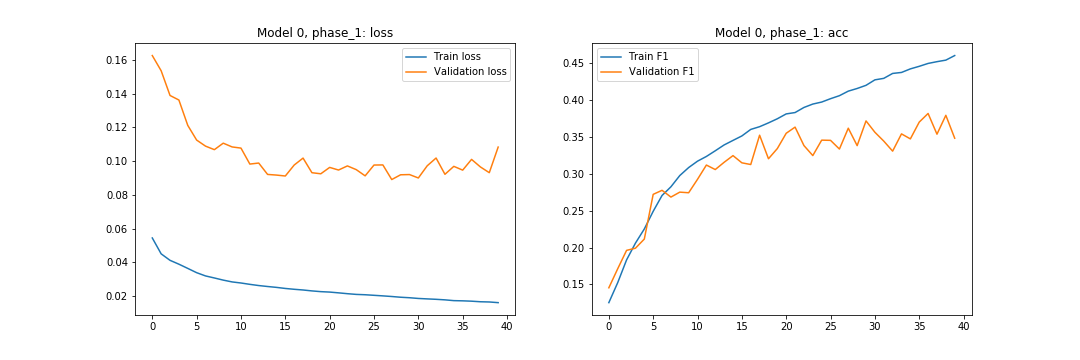 Model 0, phase_1: loss
Train loss
Validation loss
0.16
0.14
0.12
0.10
0.08
0.06
0.04
0.02
0 5 10 15 20 25 30 35 40
Model 0, phase_1: acc
Train F1
Validation F1
0.45
0.40
0.35
0.30
0.25
0.20
0.15
0 5 10 15 20 25 30 35 40